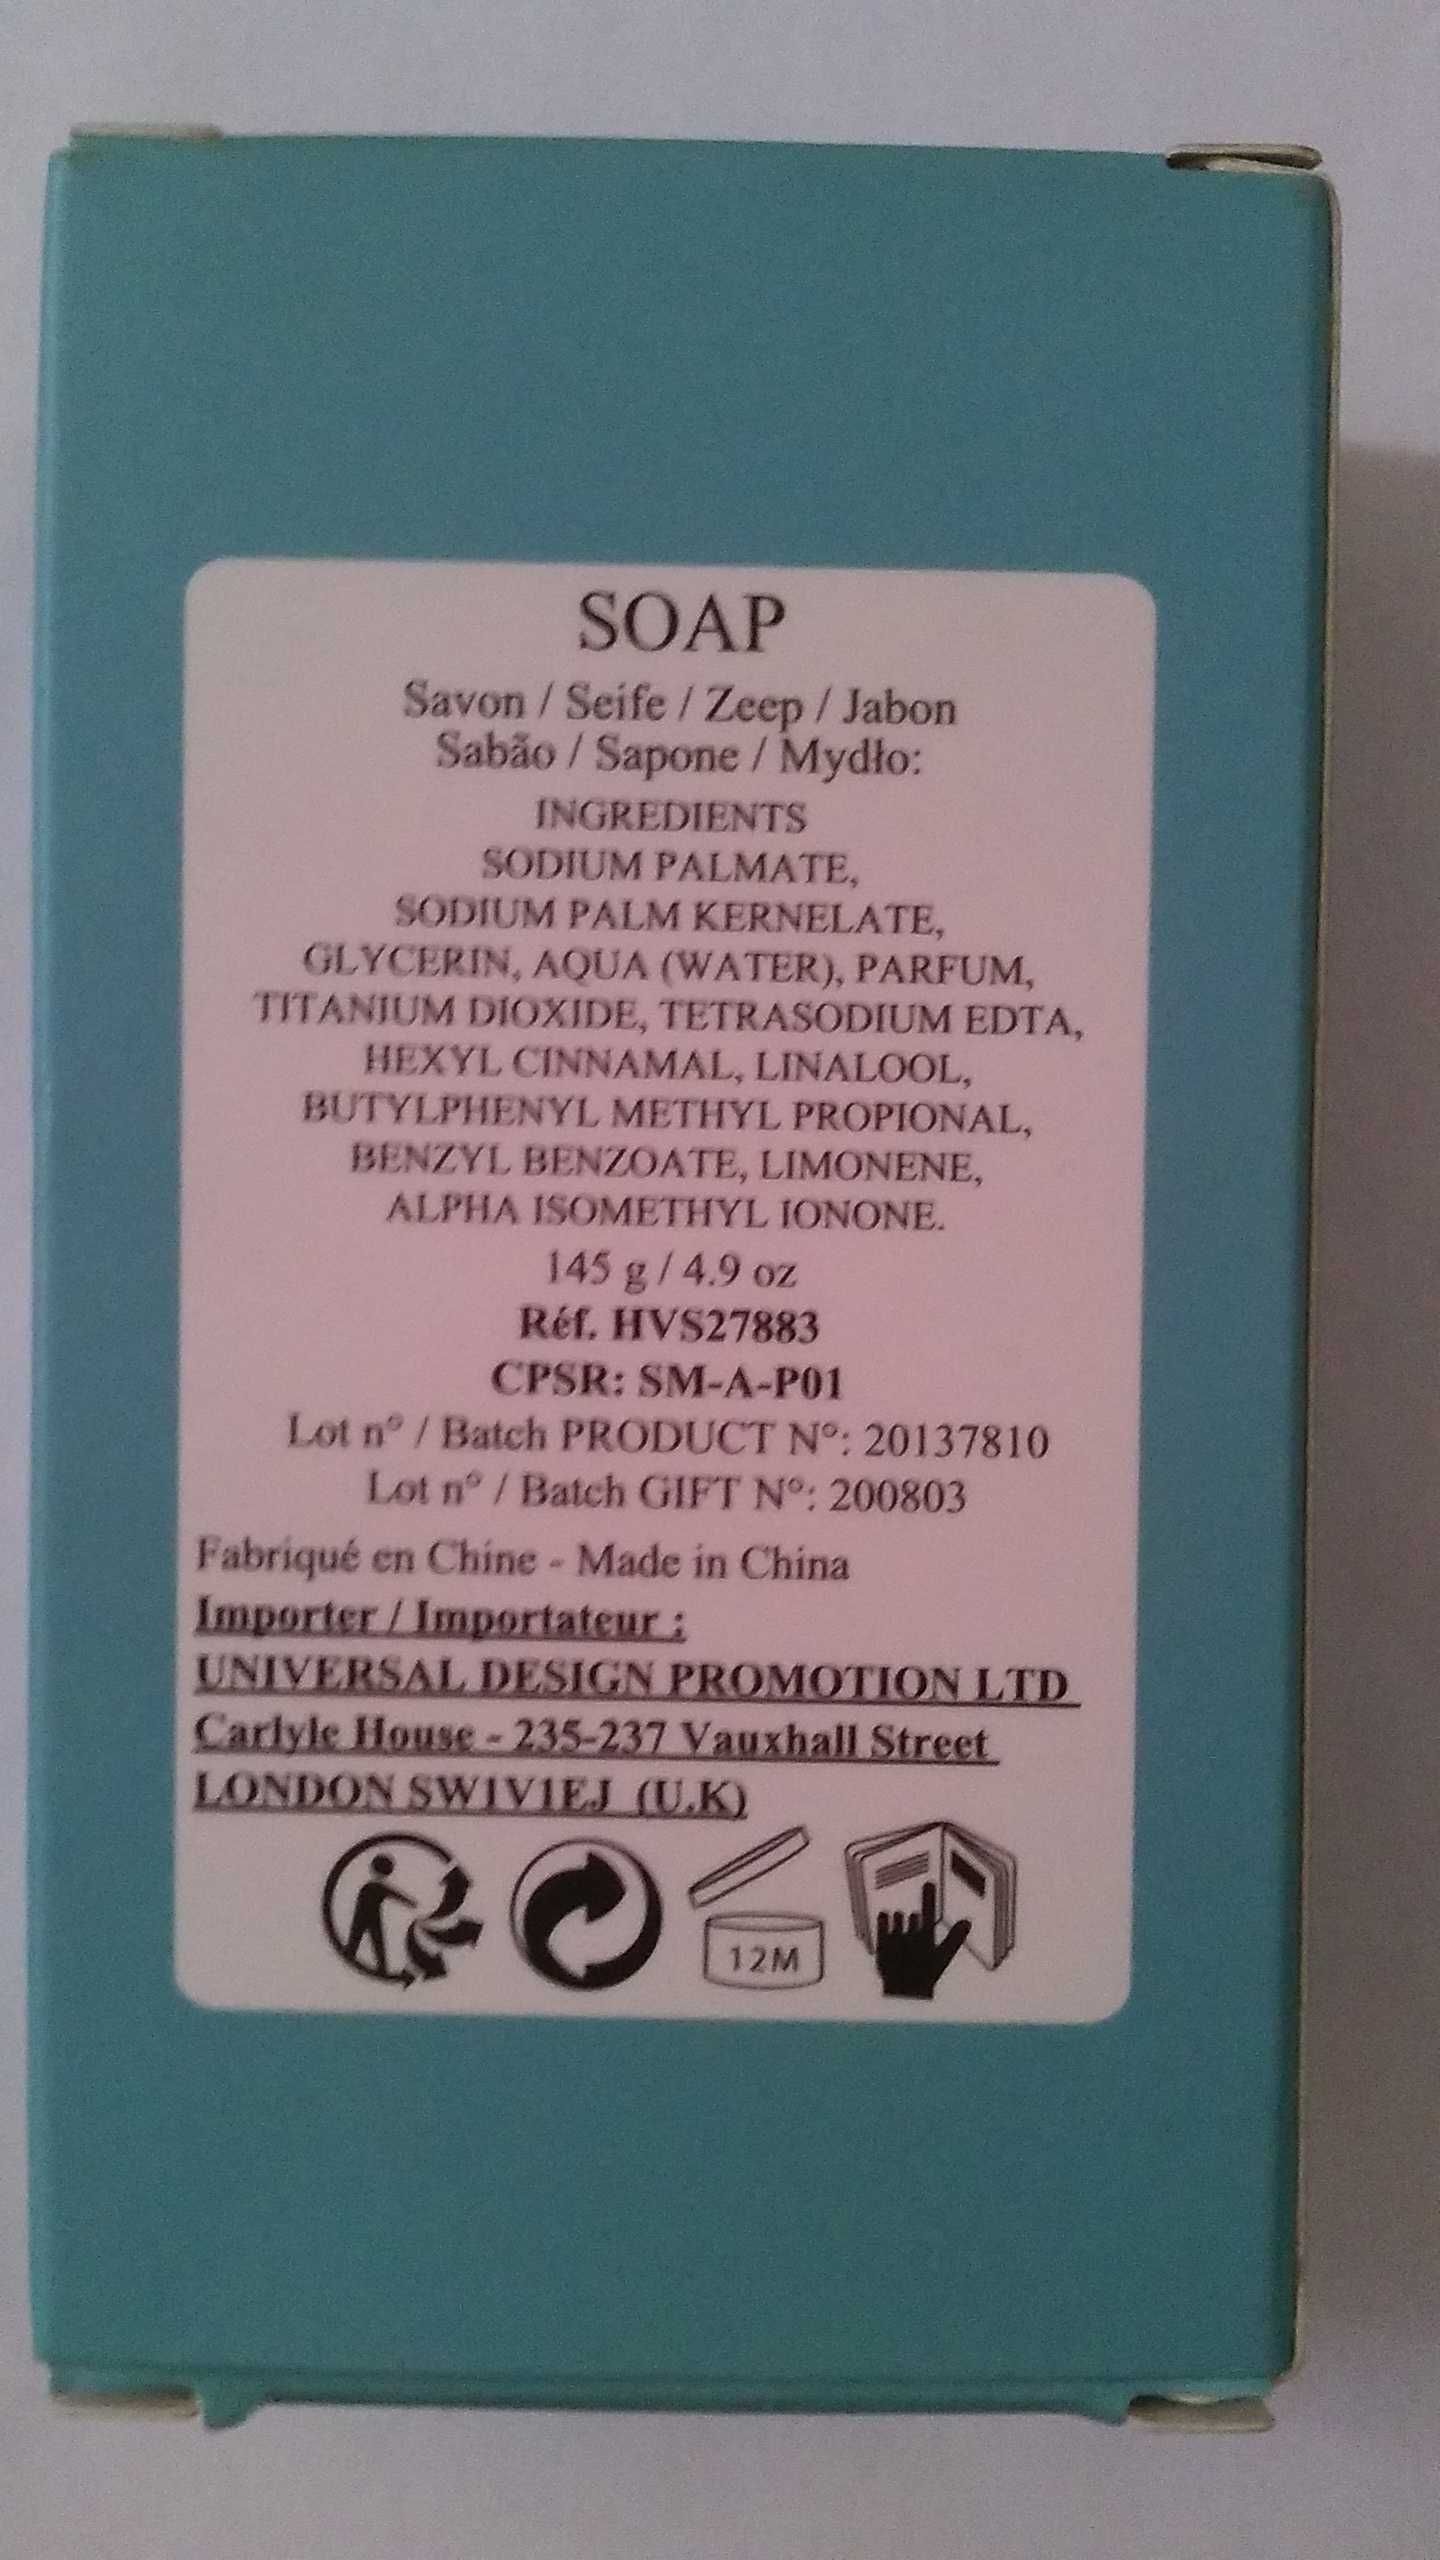 SOAP
Savon / Seife / Zeep / Jabon
Sabão / Sapone / Mydło:
INGREDIENTS
SODIUM PALMATE,
SODIUM PALM KERNELATE,
GLYCERIN, AQUA (WATER), PARFUM,
TITANIUM DIOXIDE, TETRASODIUM EDTA,
HEXYL CINNAMAL, LINALOOL,
BUTYLPHENYL METHYL PROPIONAL,
BENZYL BENZOATE, LIMONENE,
ALPHA ISOMETHYL IONONE.
145 g / 4.9 oz
Réf. HVS27883
CPSR: SM-A-P01
Lot n° / Batch PRODUCT N°: 20137810
Lot n° / Batch GIFT N°: 200803
Fabriqué en Chine - Made in China
Importer / Importateur :
UNIVERSAL DESIGN PROMOTION LTD
Carlyle House - 235-237 Vauxhall Street
LONDON SW1V1EJ (U.K)
12M